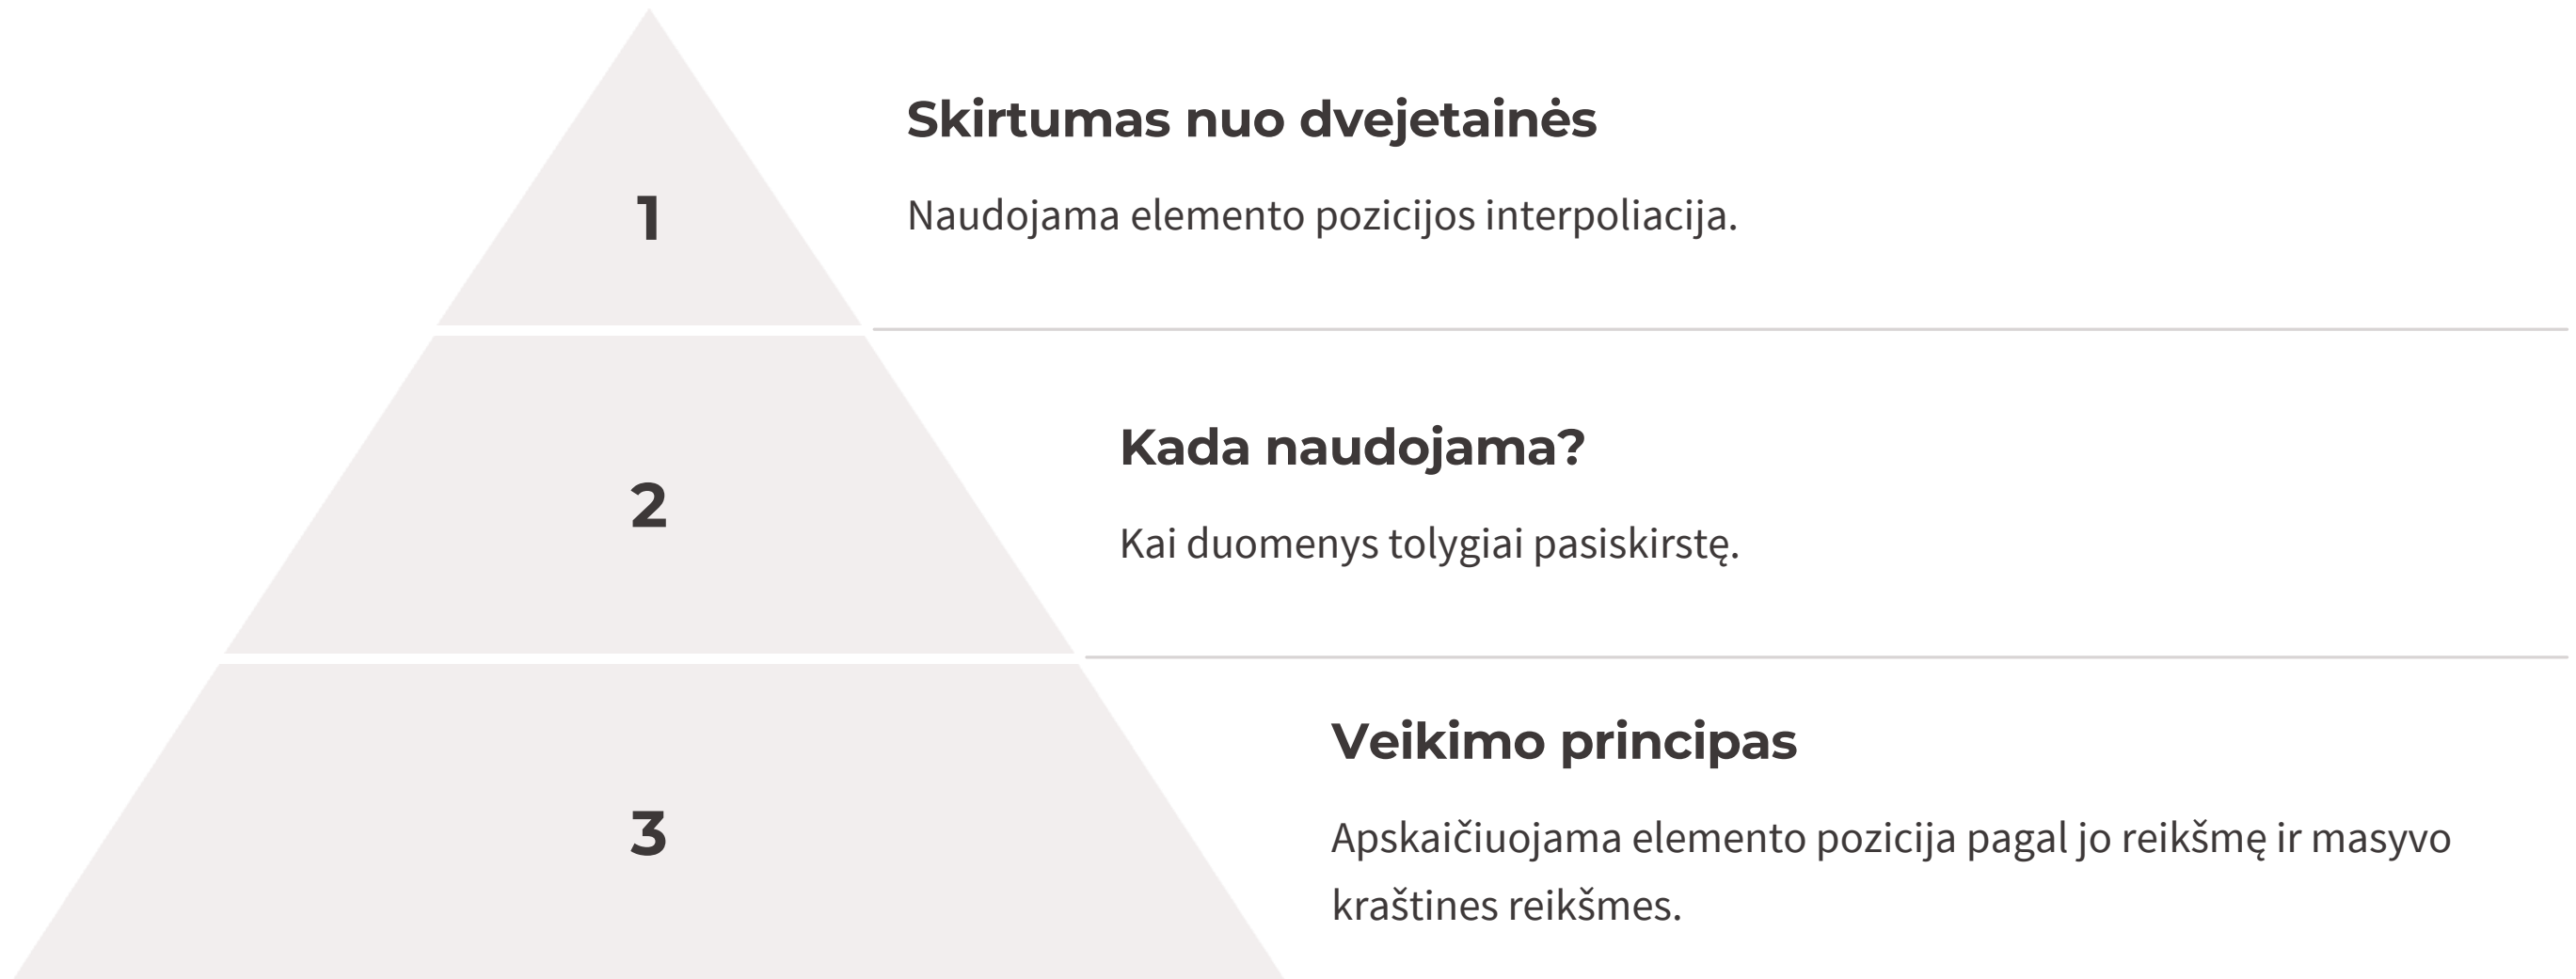 1
Skirtumas nuo dvejetainės
Naudojama elemento pozicijos interpoliacija.
2
Kada naudojama?
Kai duomenys tolygiai pasiskirstę.
3
Veikimo principas
Apskaičiuojama elemento pozicija pagal jo reikšmę ir masyvo
kraštines reikšmes.